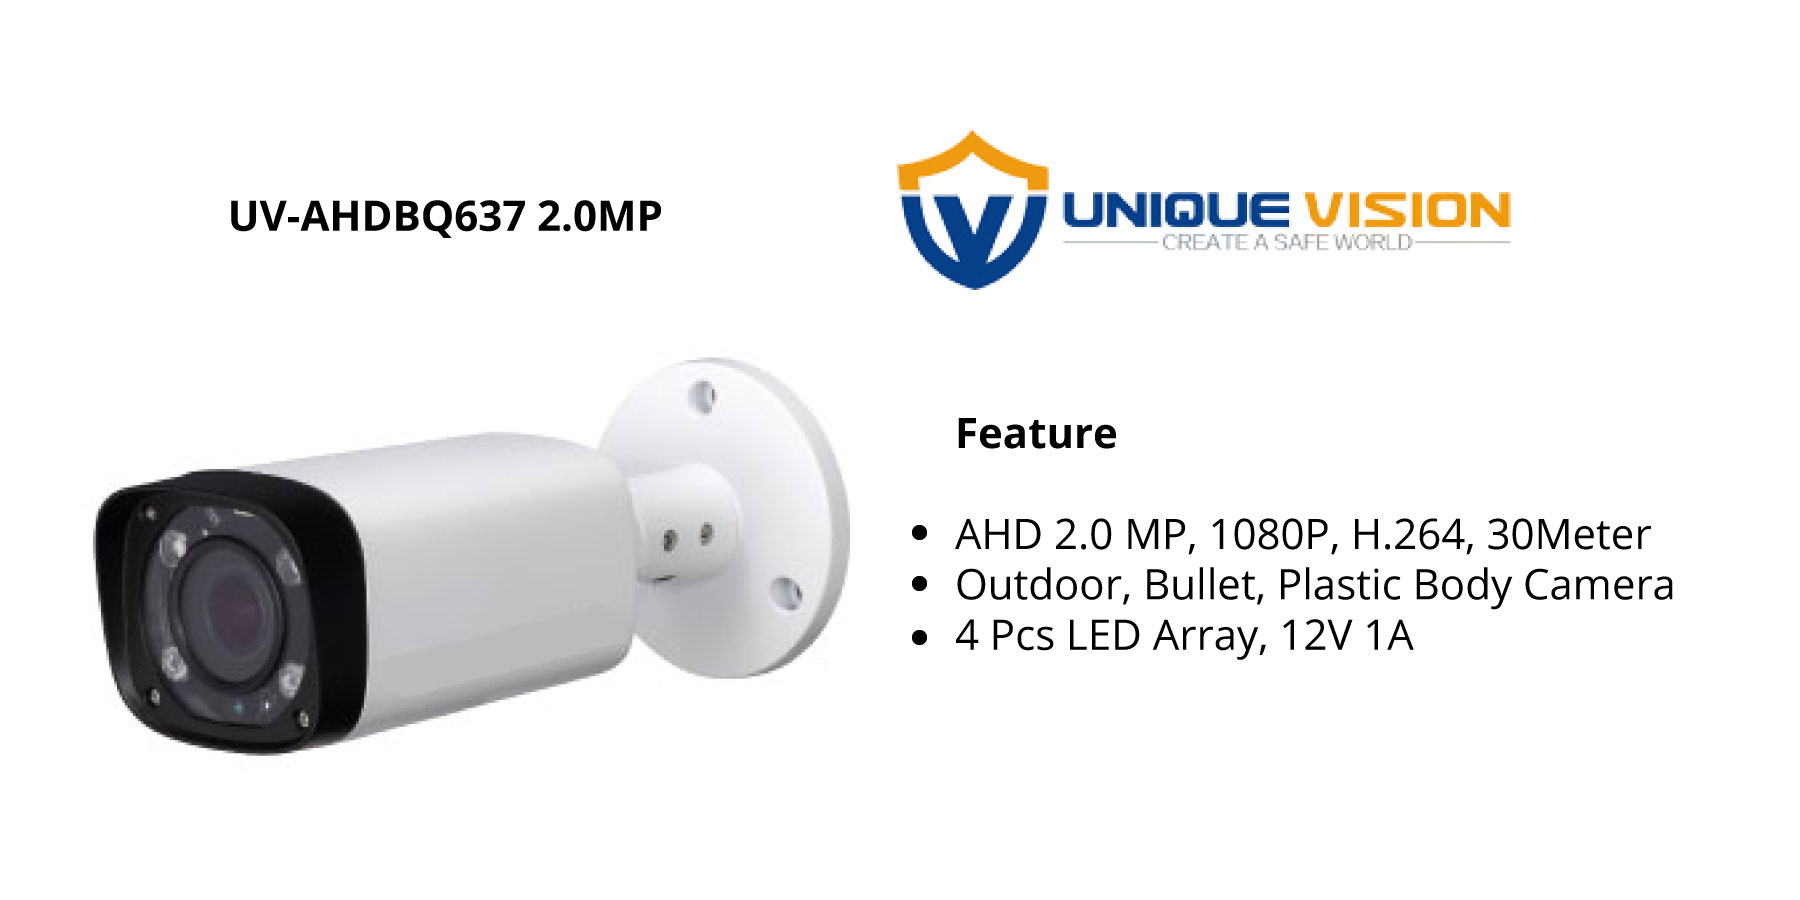 UV-AHDBQ637 2.0MP
UNIQUE VISION
CREATE A SAFE WORLD
Feature
• AHD 2.0 MP, 1080P, H.264, 30Meter
• Outdoor, Bullet, Plastic Body Camera
• 4 Pcs LED Array, 12V 1A